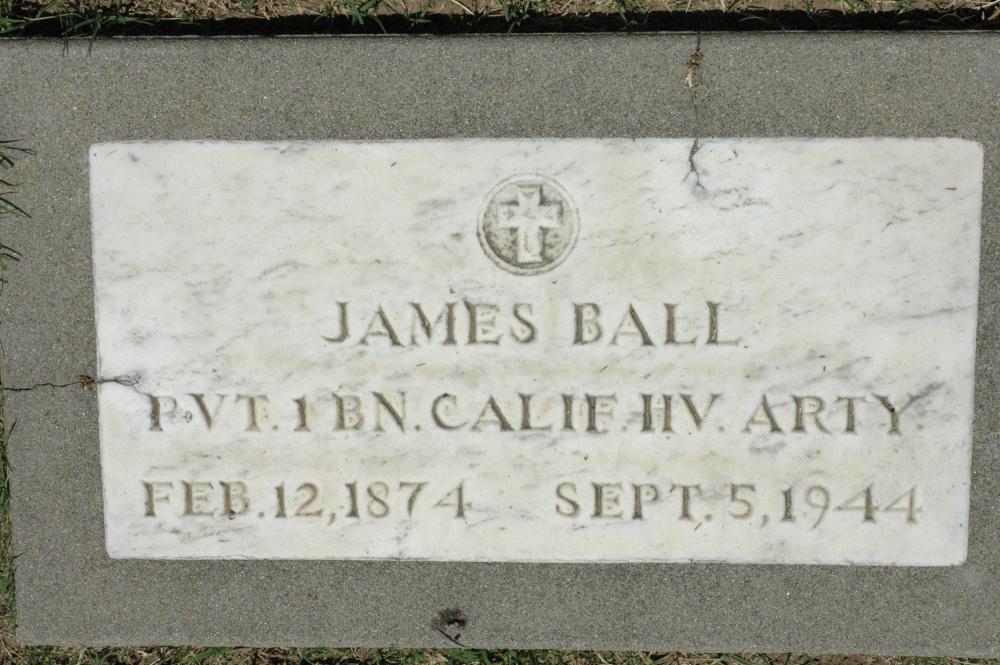 JAMES BALL
PVT. 1 BN. CALIF. HV. ARTY.
FEB. 12, 1874 SEPT. 5, 1944